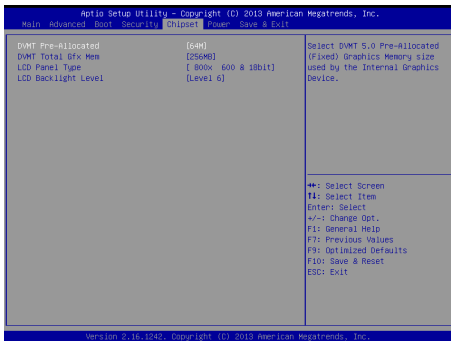 Aptio Setup Utility - Copyright (C) 2013 American Megatrends, Inc.
Main Advanced Boot Security Chipset Power Save & Exit
DVMT Pre-Allocated [64M]
DVMT Total Gfx Mem [256MB]
LCD Panel Type [ 800x 600 & 18bit]
LCD Backlight Level [Level 6]
Select DVMT 5.0 Pre-Allocated
(Fixed) Graphics Memory size
used by the Internal Graphics
Device.
→←: Select Screen
↑↓: Select Item
Enter: Select
+/-: Change Opt.
F1: General Help
F7: Previous Values
F9: Optimized Defaults
F10: Save & Reset
ESC: Exit
Version 2.16.1242. Copyright (C) 2013 American Megatrends, Inc.